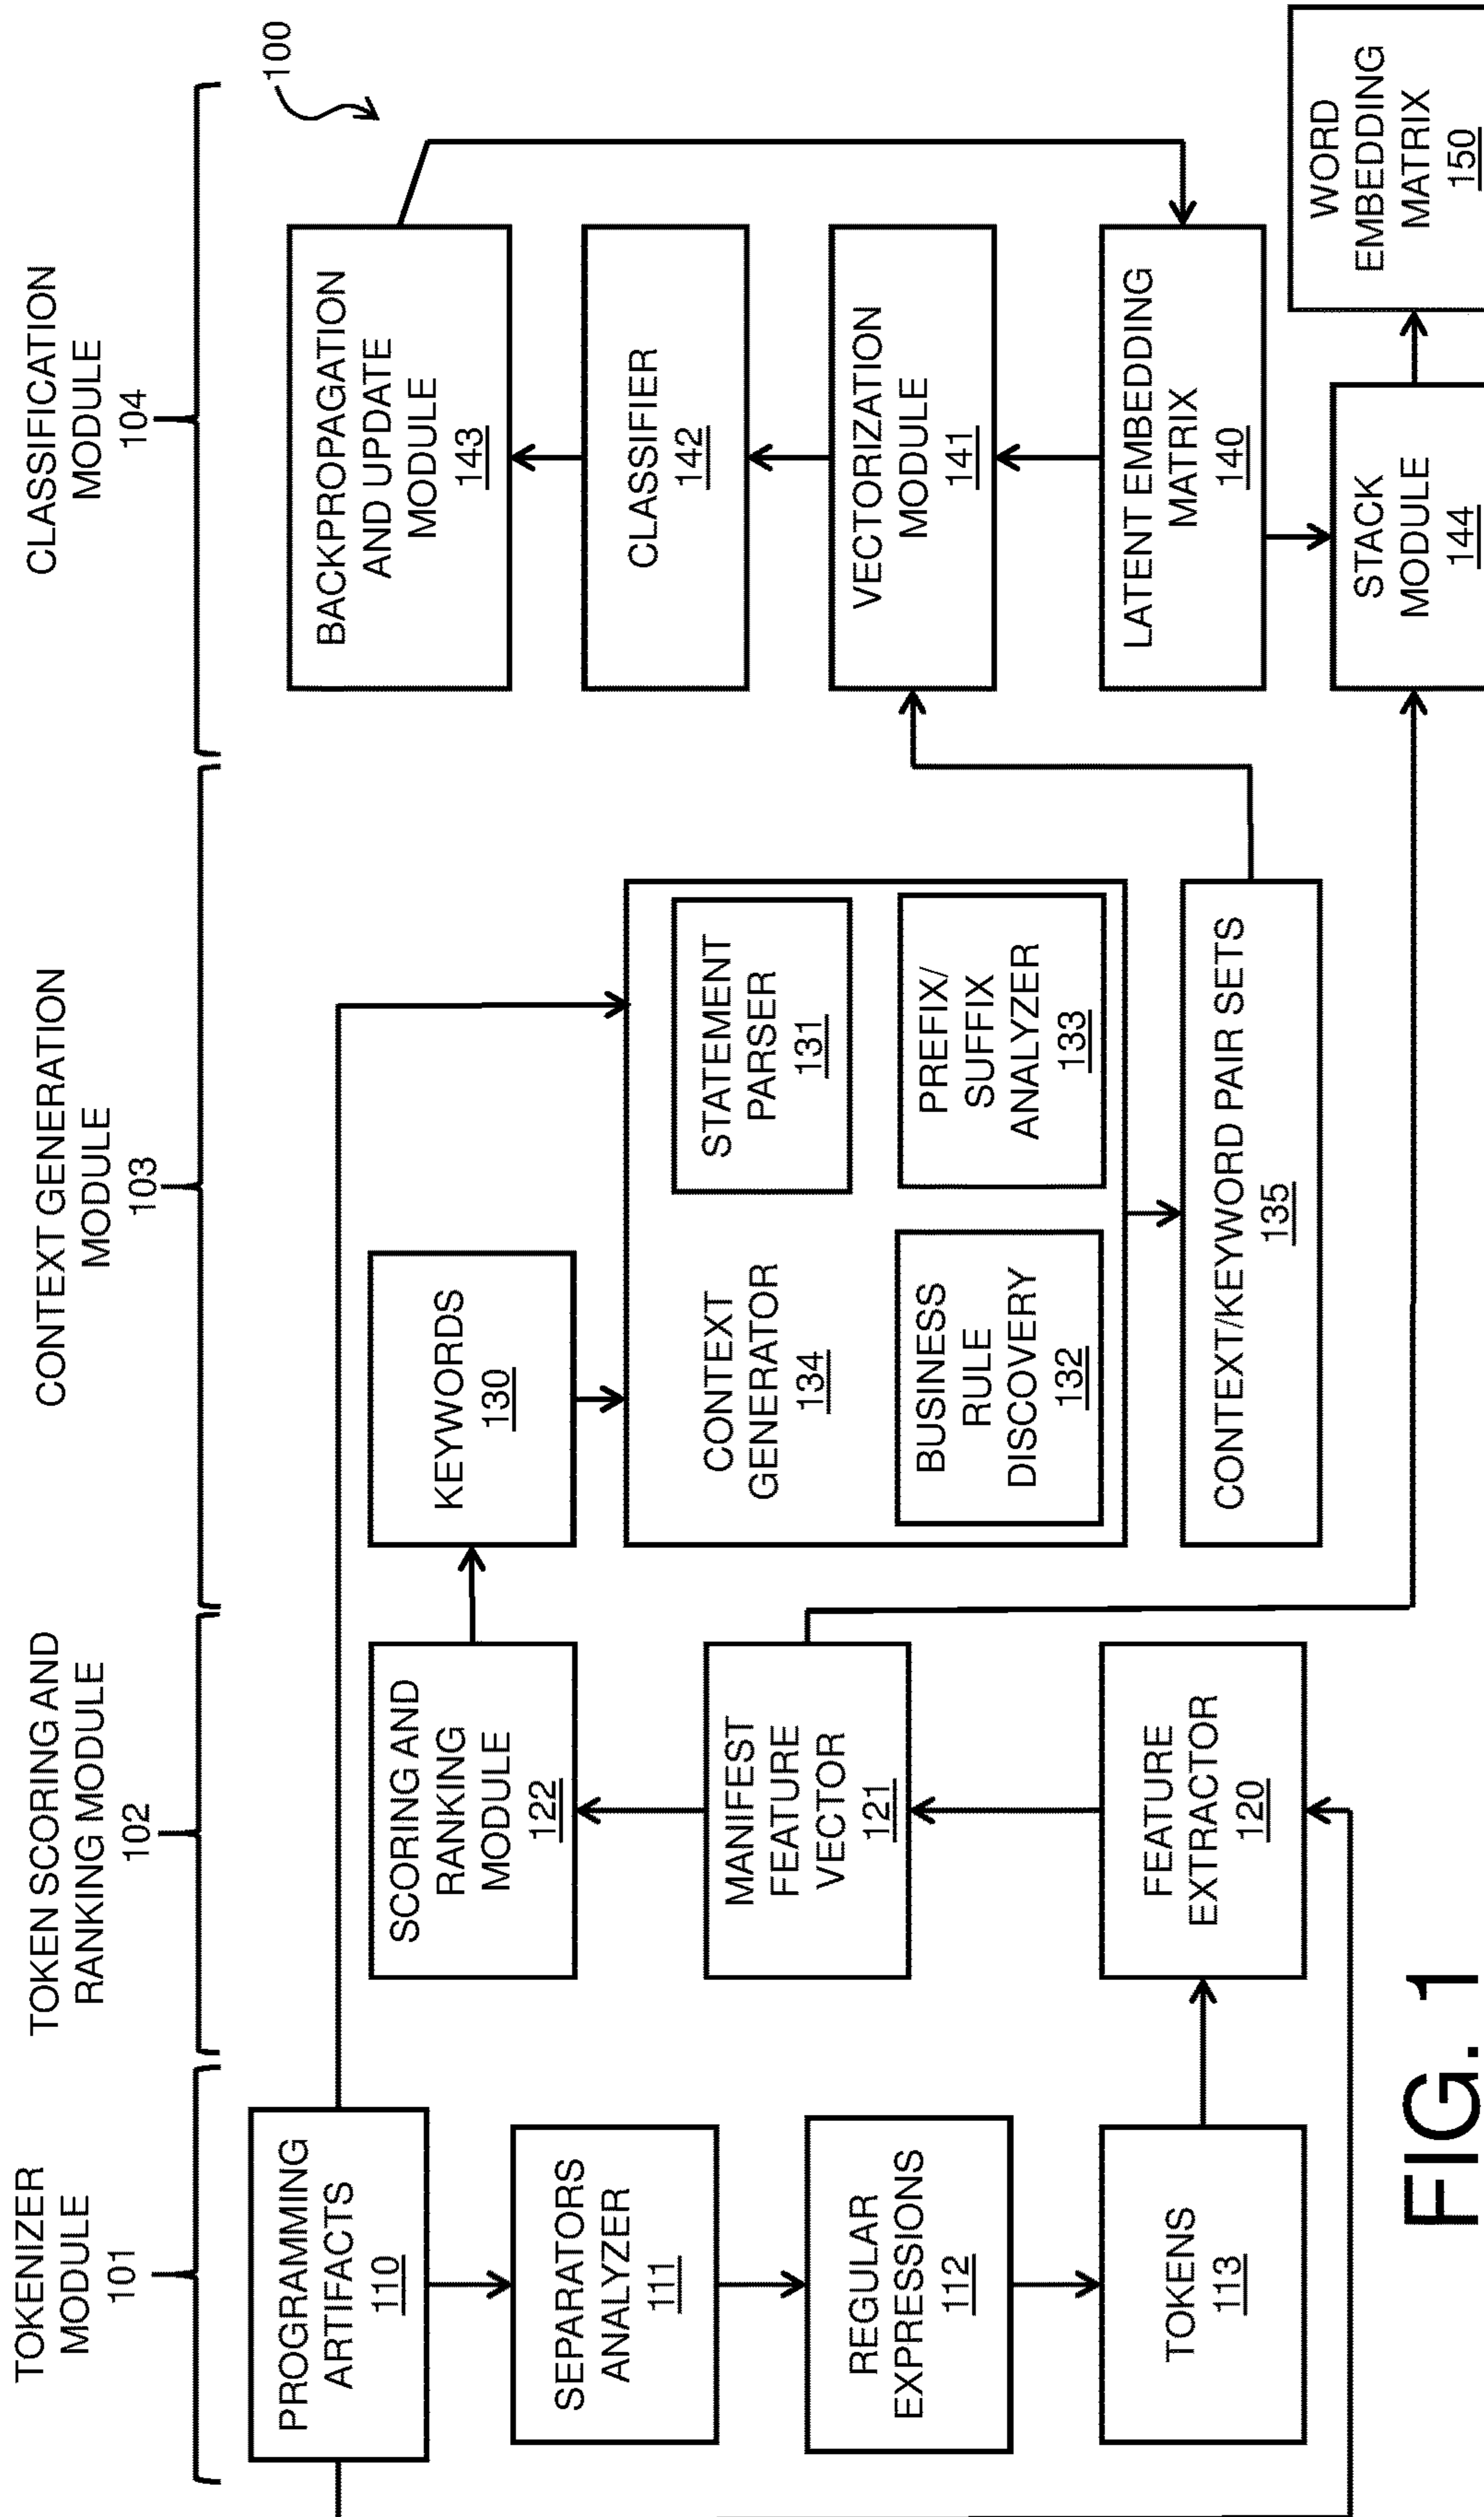 100
TOKENIZER
MODULE
101
PROGRAMMING
ARTIFACTS
110
SEPARATORS
ANALYZER
111
REGULAR
EXPRESSIONS
112
TOKENS
113
TOKEN SCORING AND
RANKING MODULE
102
SCORING AND
RANKING
MODULE
122
MANIFEST
FEATURE
VECTOR
121
FEATURE
EXTRACTOR
120
CONTEXT GENERATION
MODULE
103
KEYWORDS
130
CONTEXT
GENERATOR
134
STATEMENT
PARSER
131
BUSINESS
RULE
DISCOVERY
132
PREFIX/
SUFFIX
ANALYZER
133
CONTEXT/KEYWORD PAIR SETS
135
CLASSIFICATION
MODULE
104
BACKPROPAGATION
AND UPDATE
MODULE
143
CLASSIFIER
142
VECTORIZATION
MODULE
141
LATENT EMBEDDING
MATRIX
140
STACK
MODULE
144
WORD
EMBEDDING
MATRIX
150
FIG. 1